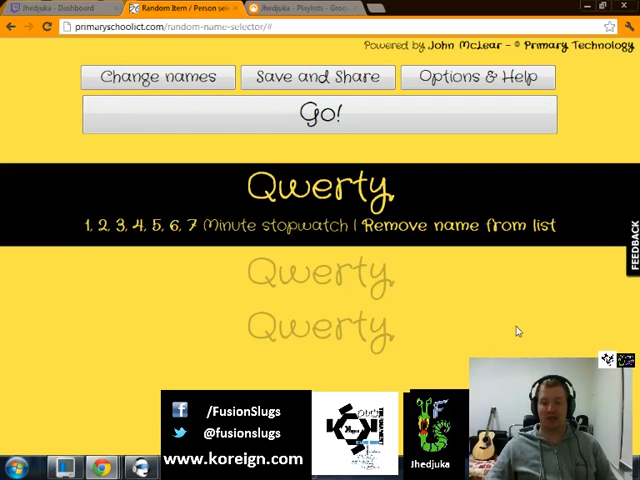 Jhedjuka - Dashboard
Random Item / Person sele
Jhedjuka - Playlists - Groo
primaryschoolict.com/random-name-selector/#
Powered by John McLear - © Primary Technology
Change names
Save and Share
Options & Help
Go!
Qwerty
1, 2, 3, 4, 5, 6, 7 Minute stopwatch | Remove name from list
FEEDBACK
Qwerty
Qwerty
/FusionSlugs
@fusionslugs
www.koreign.com
Jhedjuka